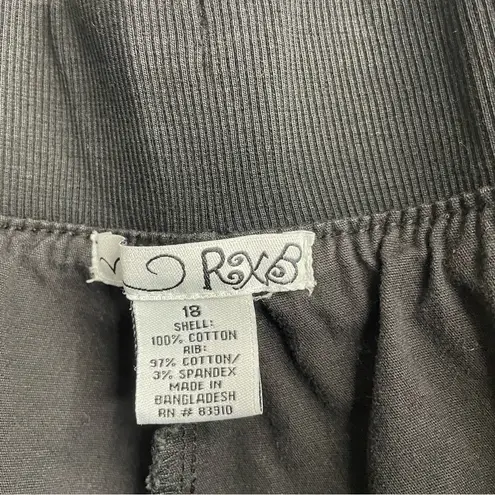 RXB
18
SHELL:
100% COTTON
RIB:
97% COTTON/
3% SPANDEX
MADE IN
BANGLADESH
RN # 83910